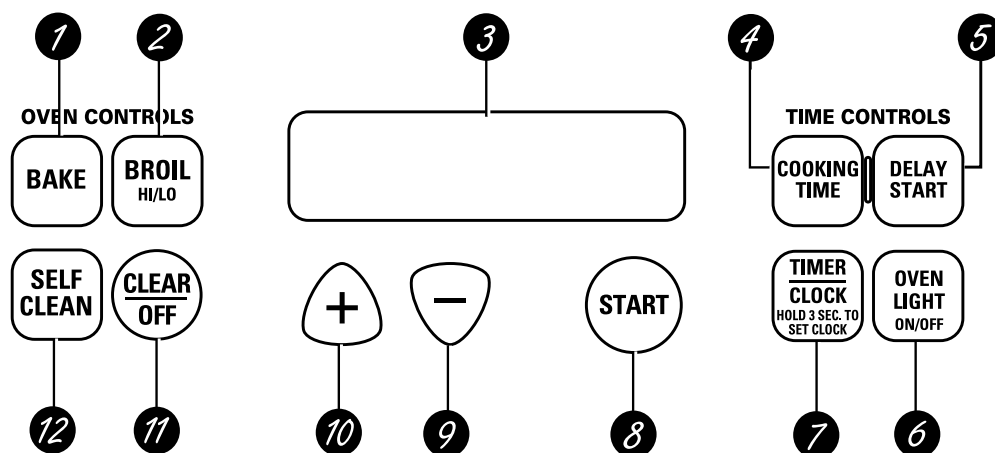 1
2
3
4
5
OVEN CONTROLS
TIME CONTROLS
BAKE
BROIL
HI/LO
COOKING
TIME
DELAY
START
SELF
CLEAN
CLEAR
OFF
+
−
START
TIMER
CLOCK
HOLD 3 SEC. TO
SET CLOCK
OVEN
LIGHT
ON/OFF
12
11
10
9
8
7
6